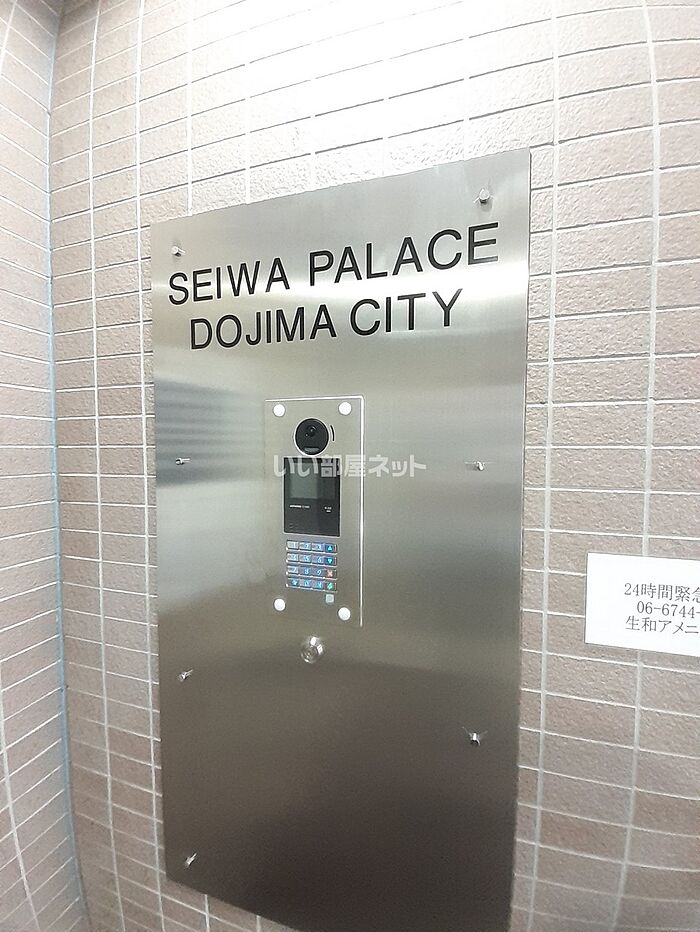 SEIWA PALACE
DOJIMA CITY
いい部屋ネット
24時間緊急
06-6744-
生和アメニ